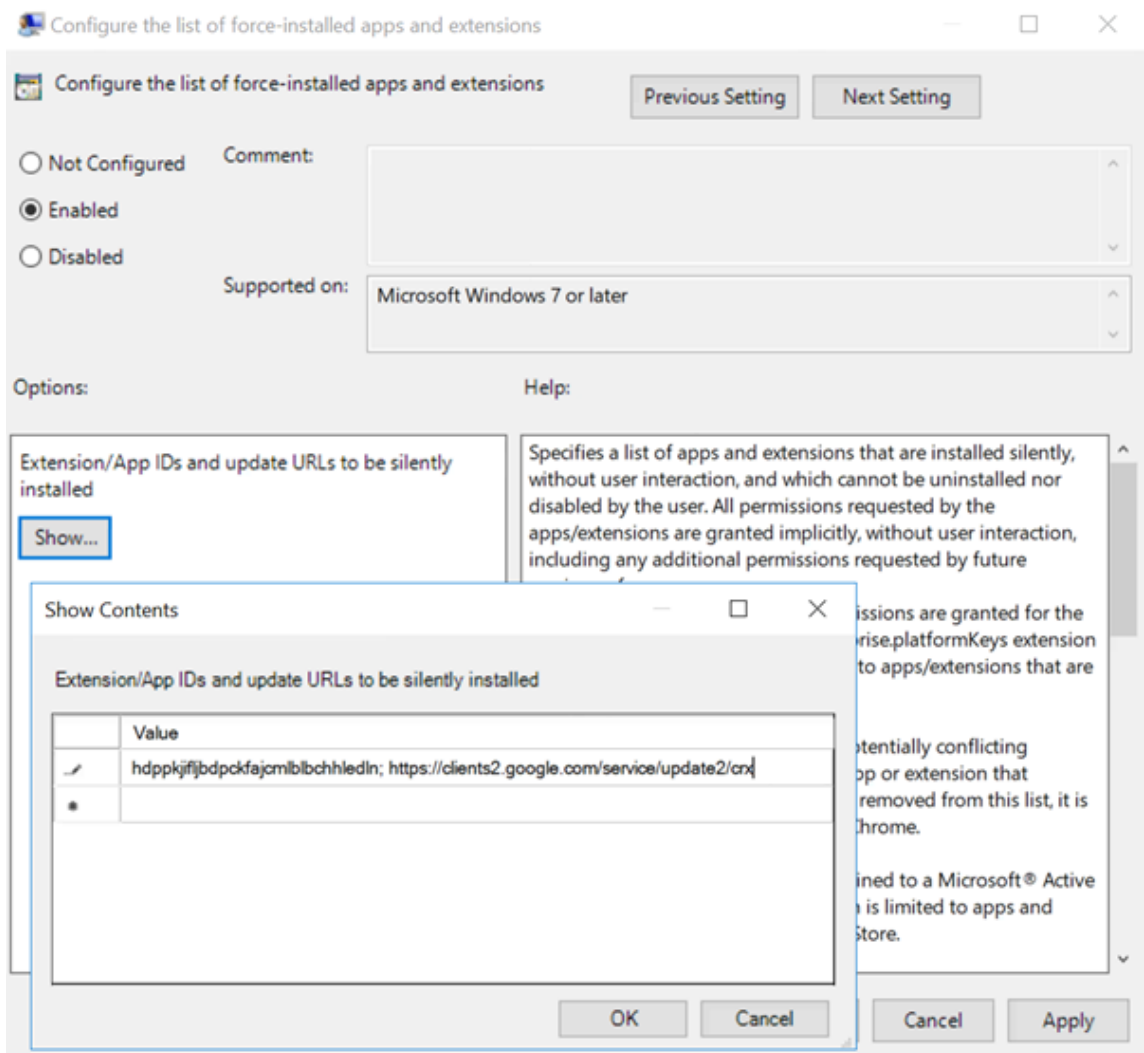 Configure the list of force-installed apps and extensions
Configure the list of force-installed apps and extensions
Previous Setting
Next Setting
Not Configured
Comment:
Enabled
Disabled
Supported on:
Microsoft Windows 7 or later
Options:
Help:
Extension/App IDs and update URLs to be silently
installed
Show...
Specifies a list of apps and extensions that are installed silently,
without user interaction, and which cannot be uninstalled nor
disabled by the user. All permissions requested by the
apps/extensions are granted implicitly, without user interaction,
including any additional permissions requested by future
issions are granted for the
rise.platformKeys extension
to apps/extensions that are
tentially conflicting
op or extension that
removed from this list, it is
hrome.
ined to a Microsoft® Active
is limited to apps and
Store.
Show Contents
Extension/App IDs and update URLs to be silently installed
Value
hdppkjifljbdpckfajcmlblbchhledln; https://clients2.google.com/service/update2/crx
OK
Cancel
Cancel
Apply